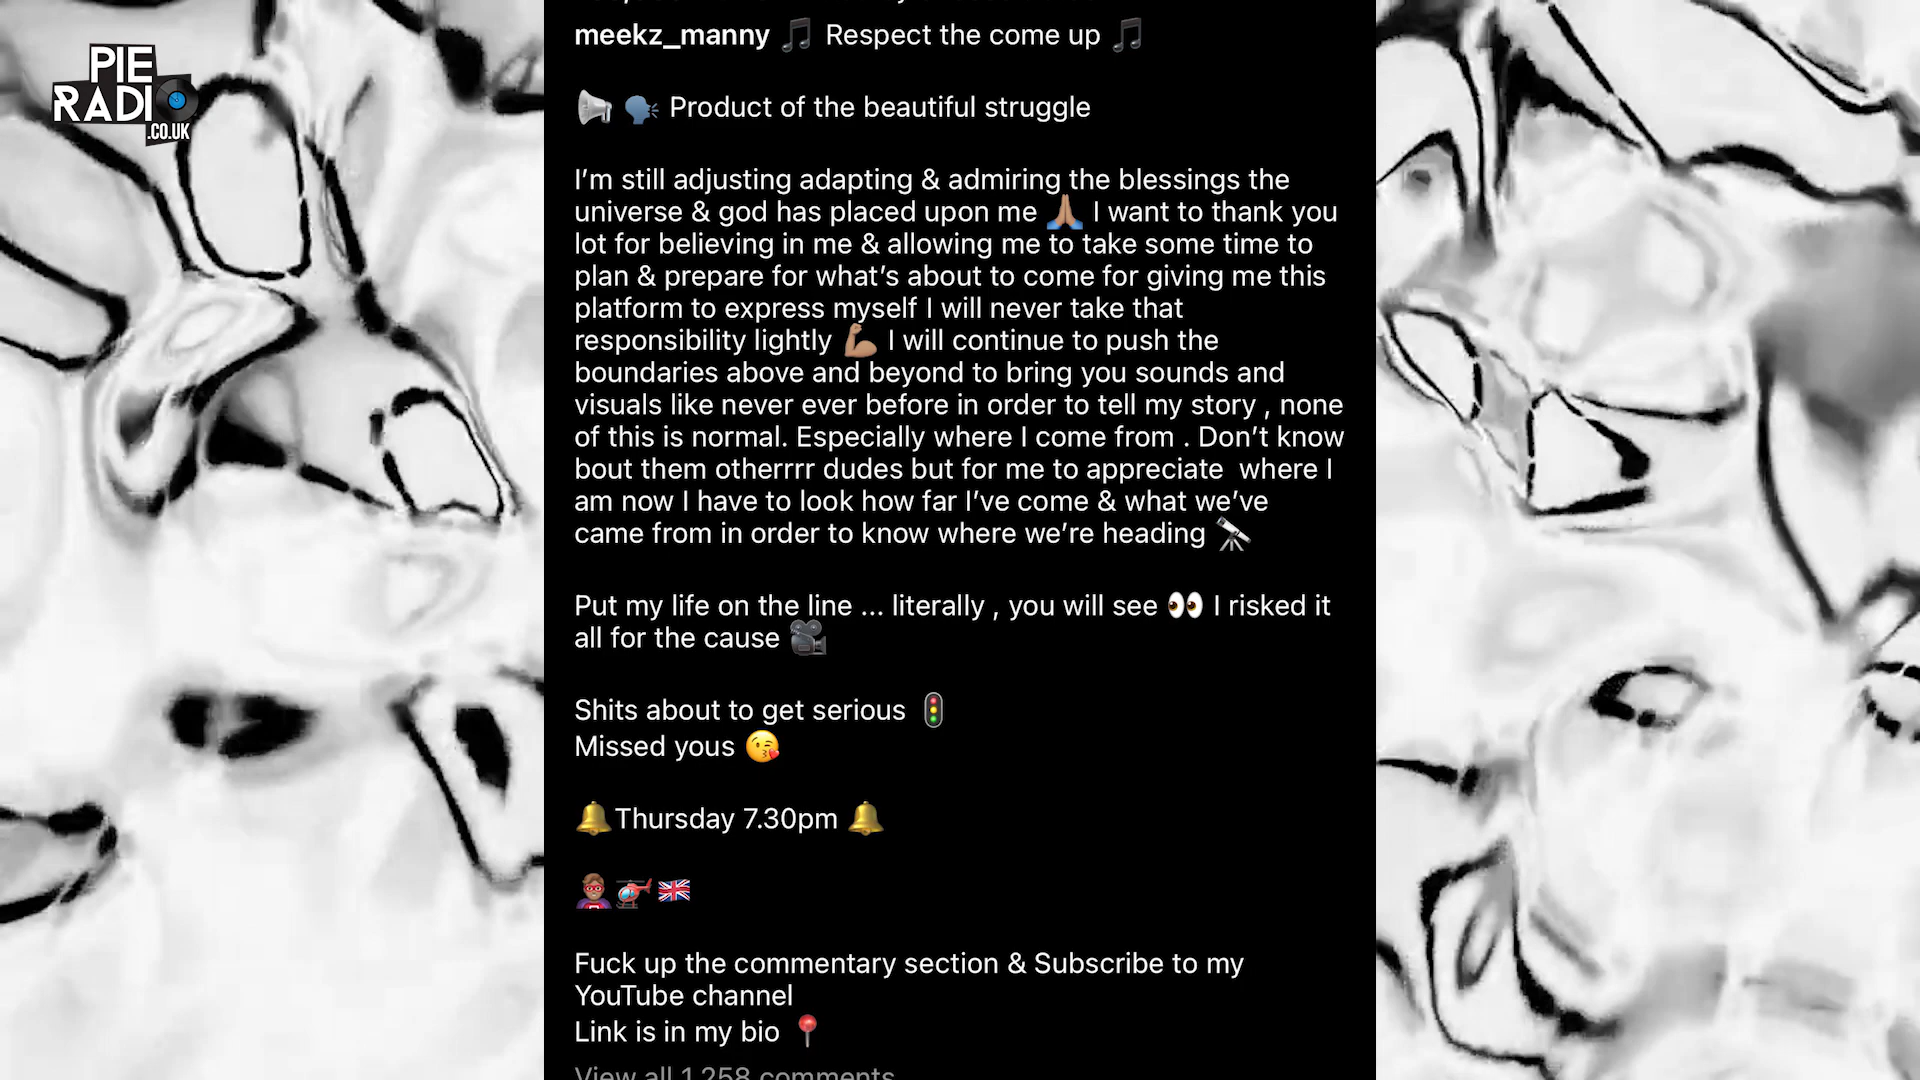 PIE
RADIO
.CO.UK
meekz_manny 🎵 Respect the come up 🎵
📢 🗣️ Product of the beautiful struggle
I’m still adjusting adapting & admiring the blessings the
universe & god has placed upon me 🙏🏽 I want to thank you
lot for believing in me & allowing me to take some time to
plan & prepare for what’s about to come for giving me this
platform to express myself I will never take that
responsibility lightly 💪🏽 I will continue to push the
boundaries above and beyond to bring you sounds and
visuals like never ever before in order to tell my story , none
of this is normal. Especially where I come from . Don’t know
bout them otherrrr dudes but for me to appreciate  where I
am now I have to look how far I’ve come & what we’ve
came from in order to know where we’re heading 🔭
Put my life on the line ... literally , you will see 👀 I risked it
all for the cause 🎥
Shits about to get serious 🚦
Missed yous 😘
🔔Thursday 7.30pm 🔔
🦸🏽‍♂️🚁🇬🇧
Fuck up the commentary section & Subscribe to my
YouTube channel
Link is in my bio 📍
View all 1,258 comments